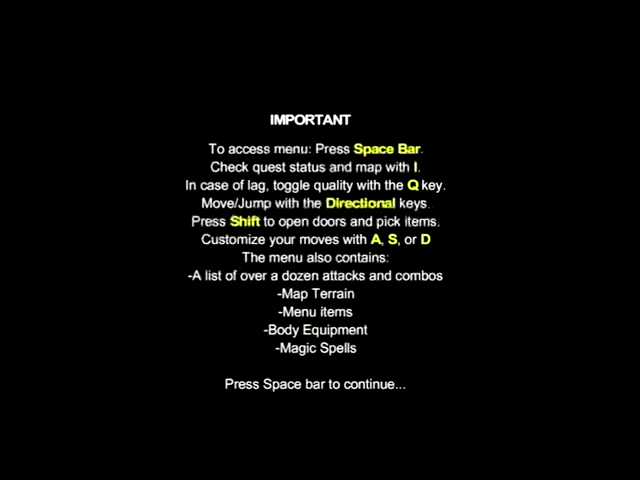 IMPORTANT
To access menu: Press Space Bar.
Check quest status and map with I.
In case of lag, toggle quality with the Q key.
Move/Jump with the Directional keys.
Press Shift to open doors and pick items.
Customize your moves with A, S, or D
The menu also contains:
-A list of over a dozen attacks and combos
-Map Terrain
-Menu items
-Body Equipment
-Magic Spells
Press Space bar to continue...